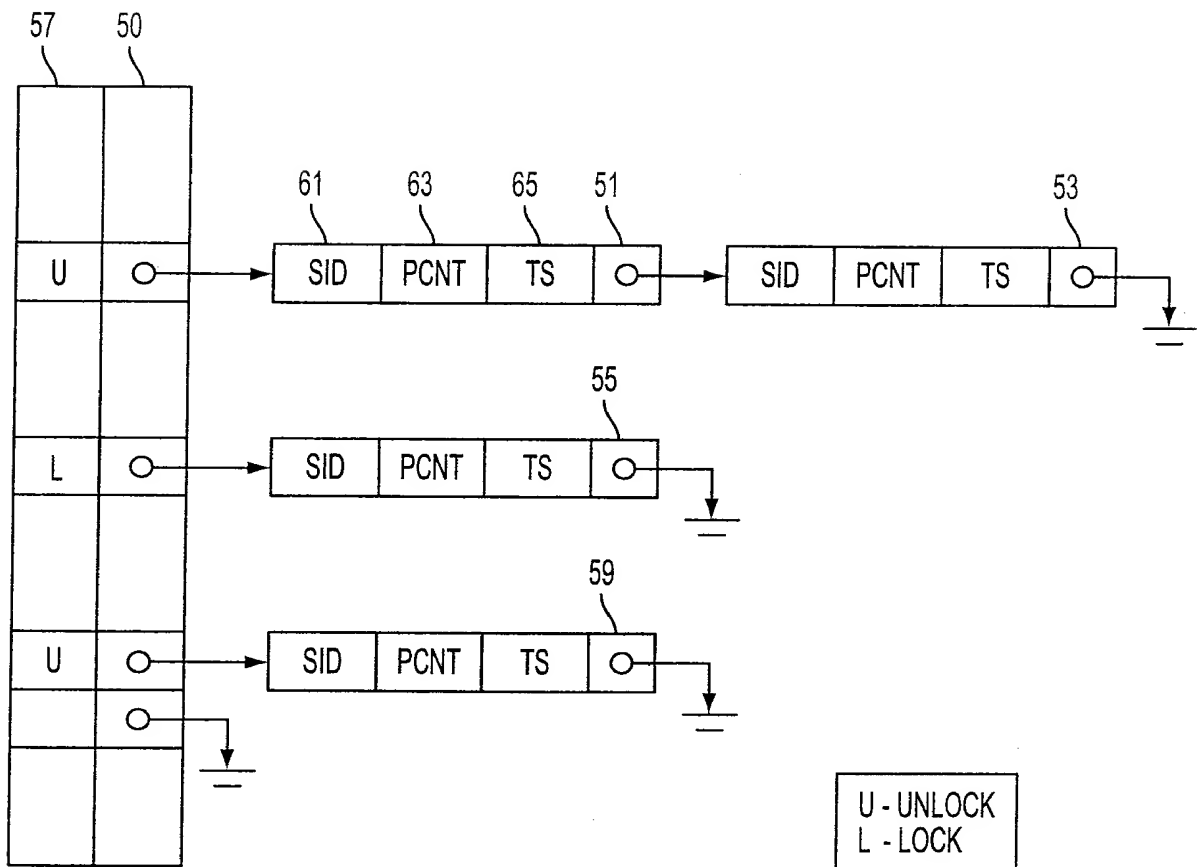 57 50
61 63 65 51 53
U SID PCNT TS SID PCNT TS
55
L SID PCNT TS
59
U SID PCNT TS
U - UNLOCK
L - LOCK